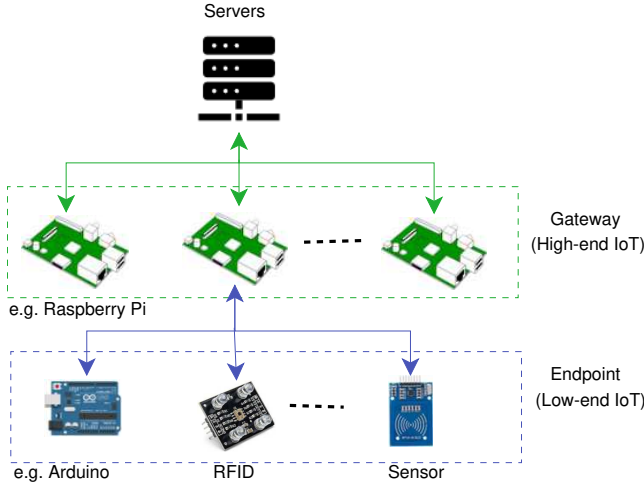 Servers
Gateway
(High-end IoT)
e.g. Raspberry Pi
Endpoint
(Low-end IoT)
e.g. Arduino
RFID
Sensor